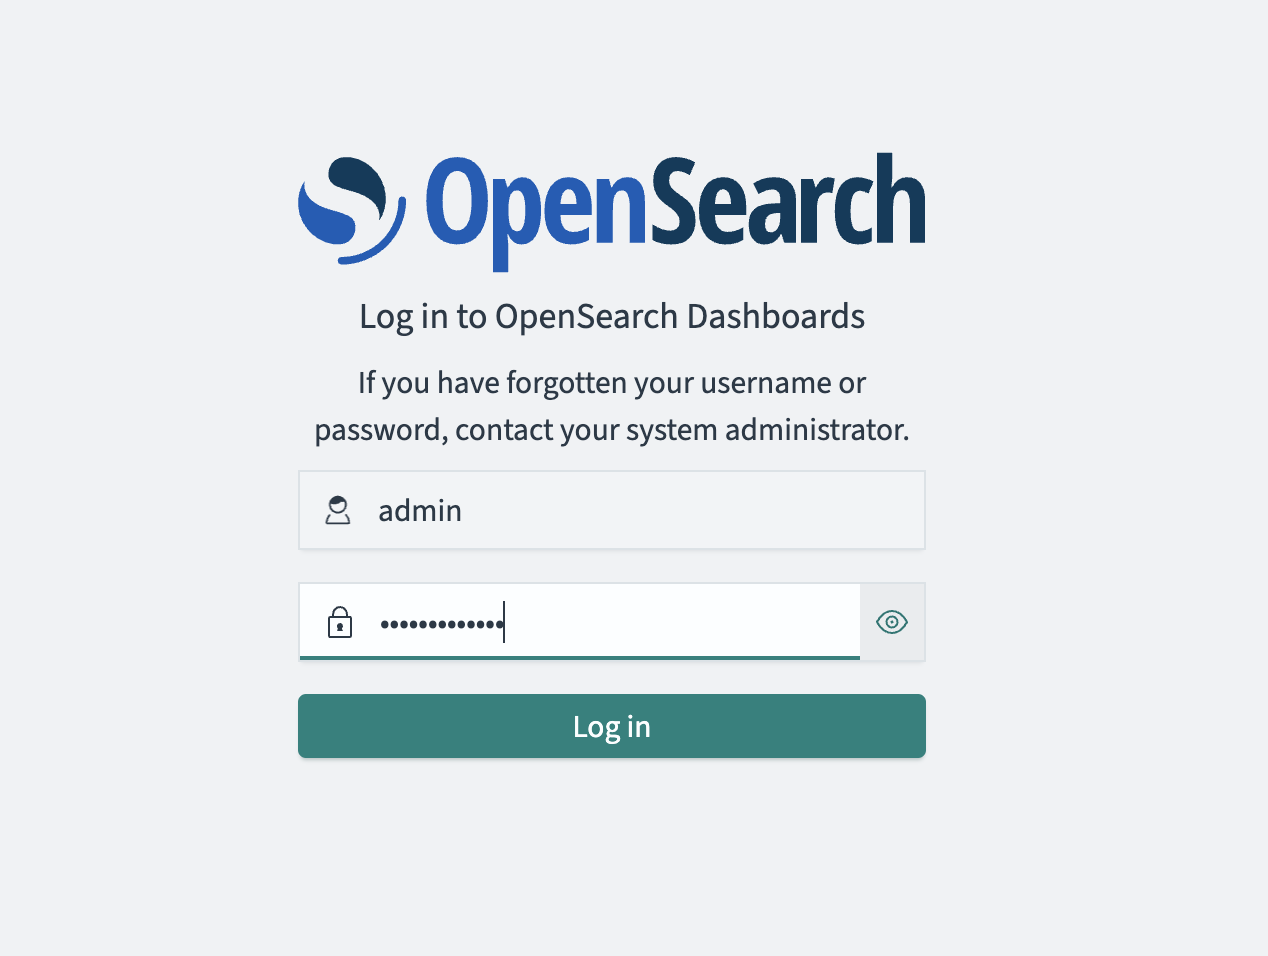 OpenSearch
Log in to OpenSearch Dashboards
If you have forgotten your username or
password, contact your system administrator.
admin
•••••••••••••
Log in